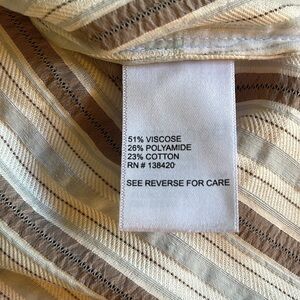 51% VISCOSE
26% POLYAMIDE
23% COTTON
RN # 138420
SEE REVERSE FOR CARE